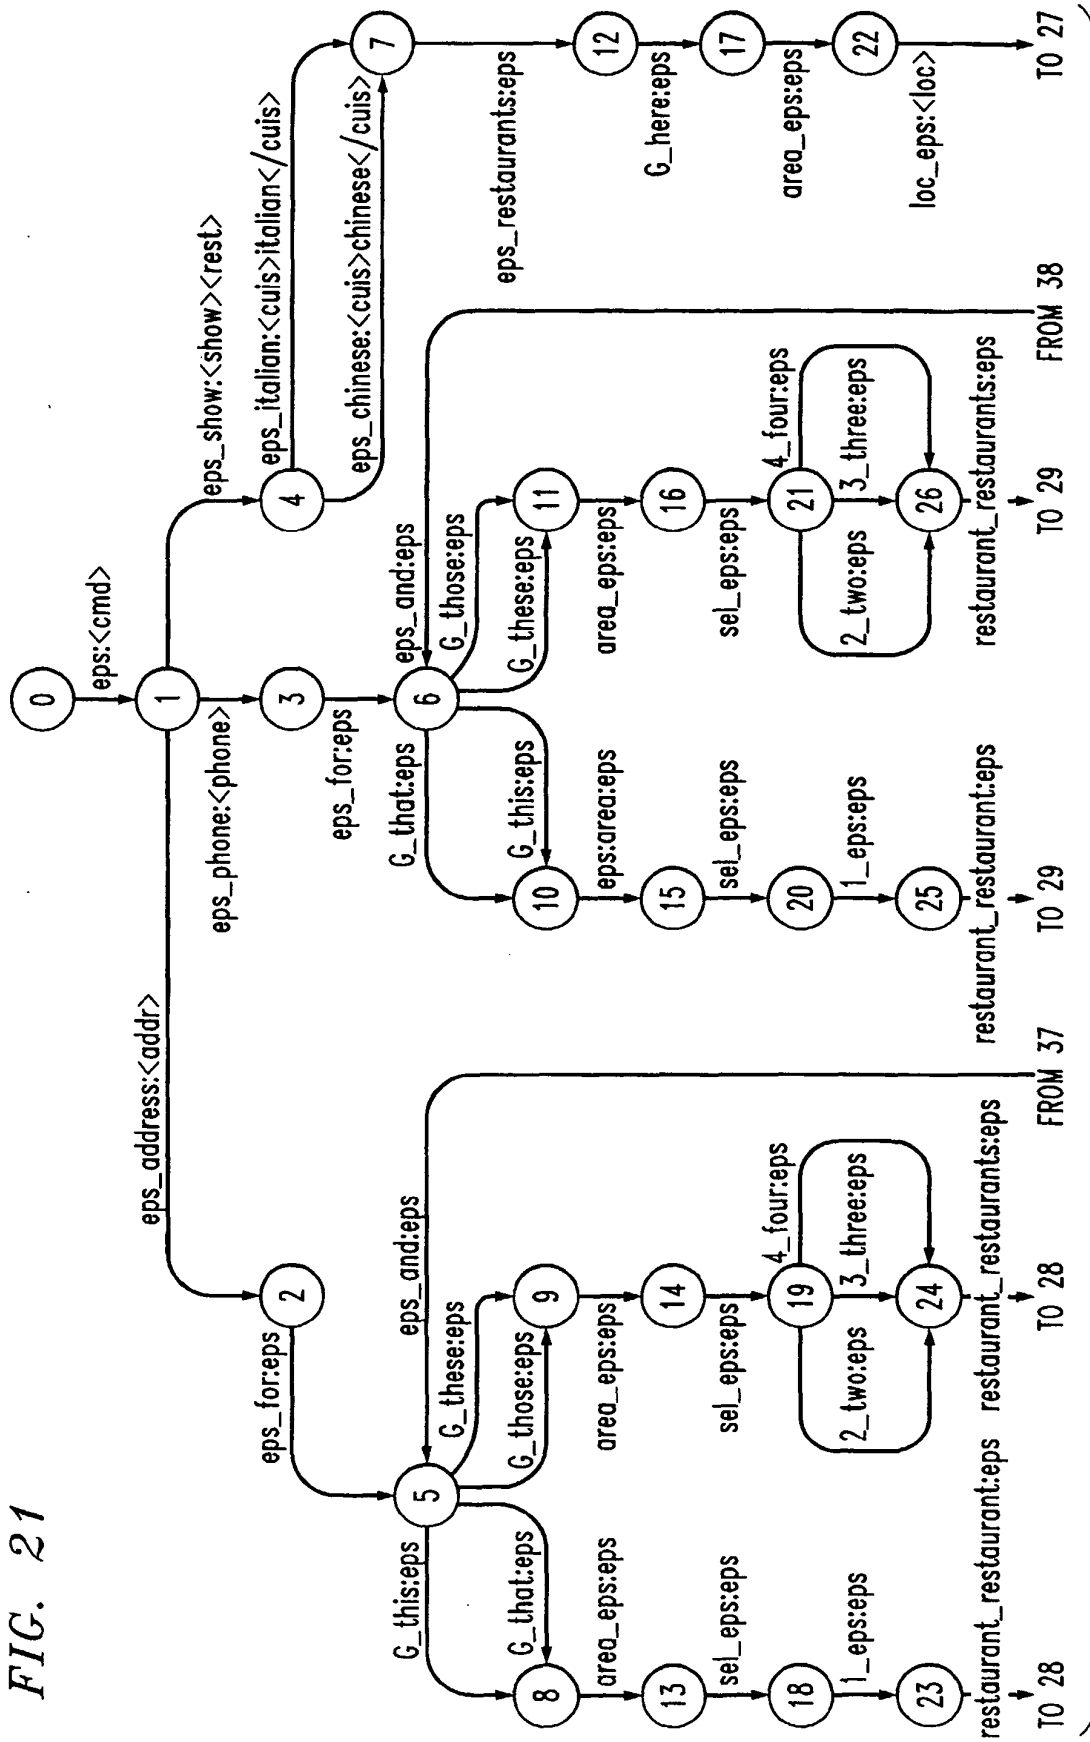 FIG. 21
0
eps:<cmd>
1
eps_address:<addr>
eps_phone:<phone>
eps_show:<show><rest>
2
3
4
eps_for:eps
eps_for:eps
eps_italian:<cuis>italian</cuis>
eps_chinese:<cuis>chinese</cuis>
5
6
7
eps_and:eps
eps_and:eps
G_this:eps
G_that:eps
G_these:eps
G_those:eps
G_that:eps
G_this:eps
G_those:eps
G_these:eps
eps_restaurants:eps
8
9
10
11
12
area_eps:eps
area_eps:eps
eps:area:eps
area_eps:eps
G_here:eps
13
14
15
16
17
sel_eps:eps
sel_eps:eps
sel_eps:eps
sel_eps:eps
area_eps:eps
18
19
20
21
22
1_eps:eps
2_two:eps
3_three:eps
4_four:eps
1_eps:eps
2_two:eps
3_three:eps
4_four:eps
loc_eps:<loc>
23
24
25
26
restaurant_restaurant:eps
restaurant_restaurants:eps
restaurant_restaurant:eps
restaurant_restaurants:eps
TO 28
TO 28
FROM 37
TO 29
TO 29
FROM 38
TO 27